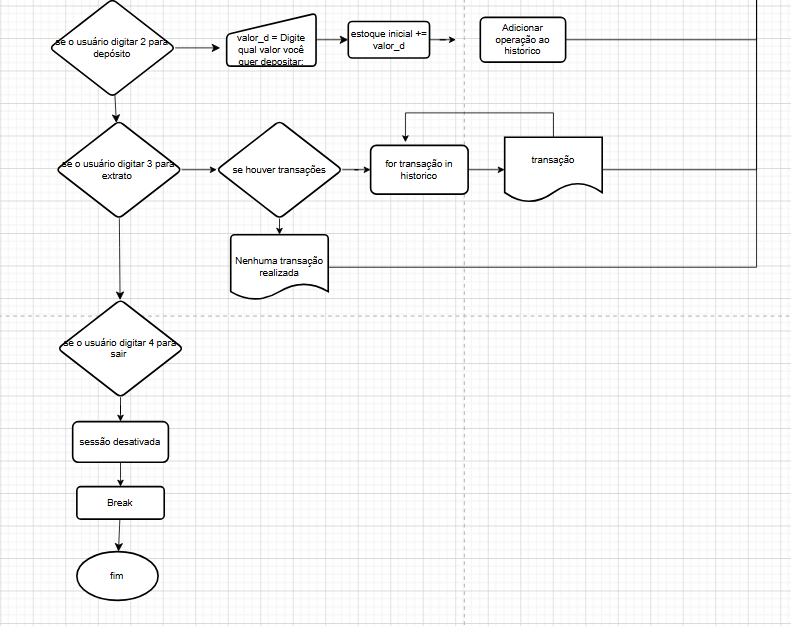 se o usuário digitar 2 para
depósito
valor_d = Digite
qual valor você
quer depositar:
estoque inicial +=
valor_d
Adicionar
operação ao
historico
se o usuário digitar 3 para
extrato
se houver transações
for transação in
historico
transação
Nenhuma transação
realizada
se o usuário digitar 4 para
sair
sessão desativada
Break
fim